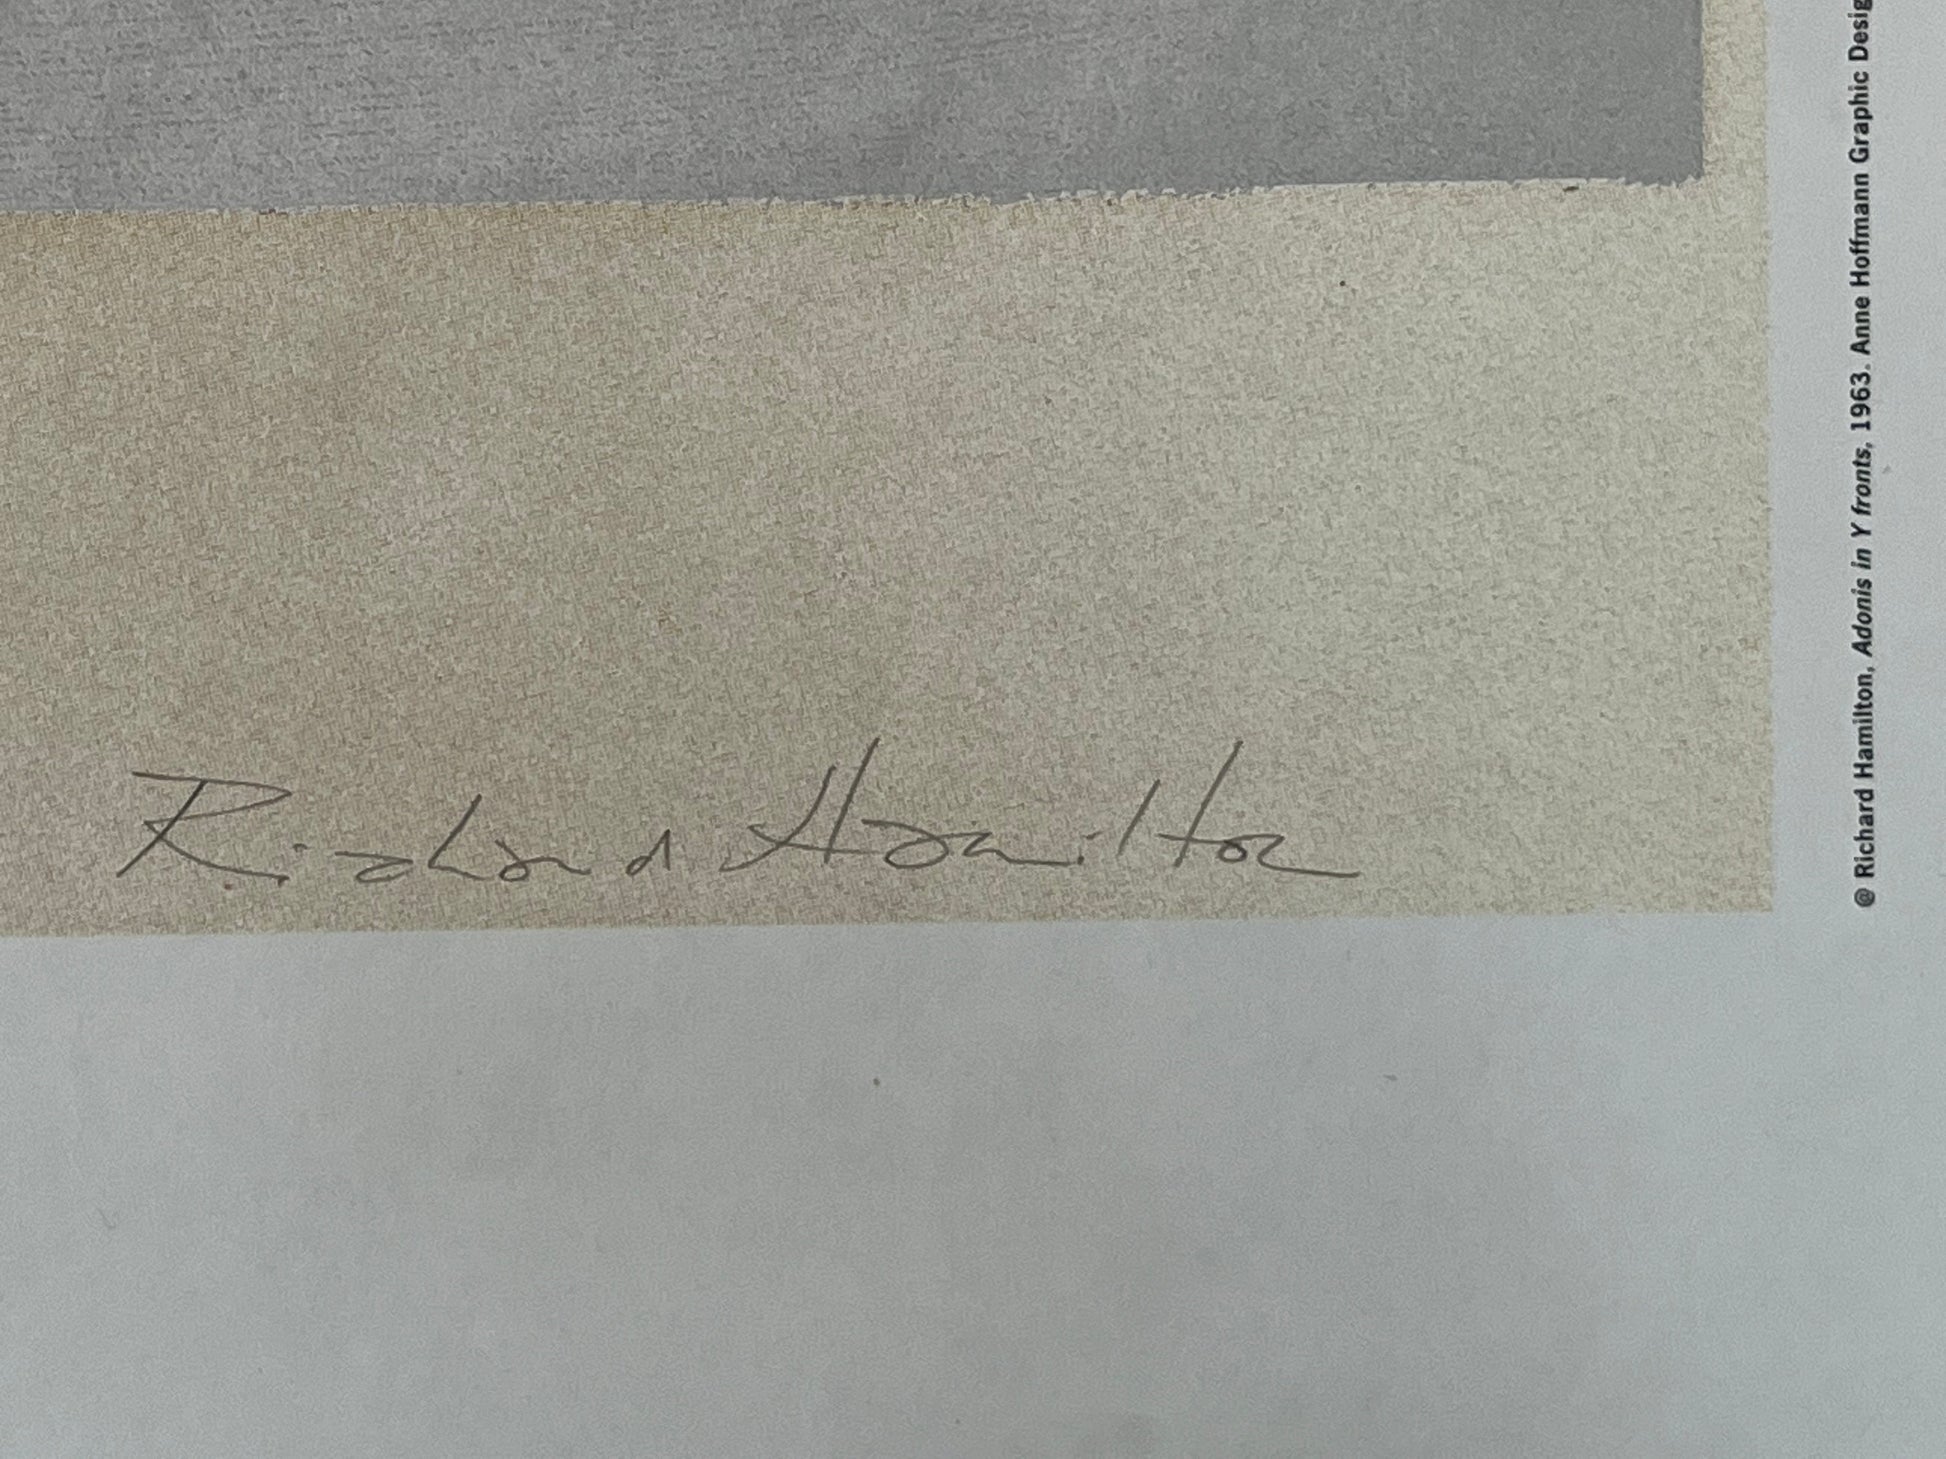 Richard Hamilton
@ Richard Hamilton, Adonis in Y fronts, 1963. Anne Hoffmann Graphic Desig